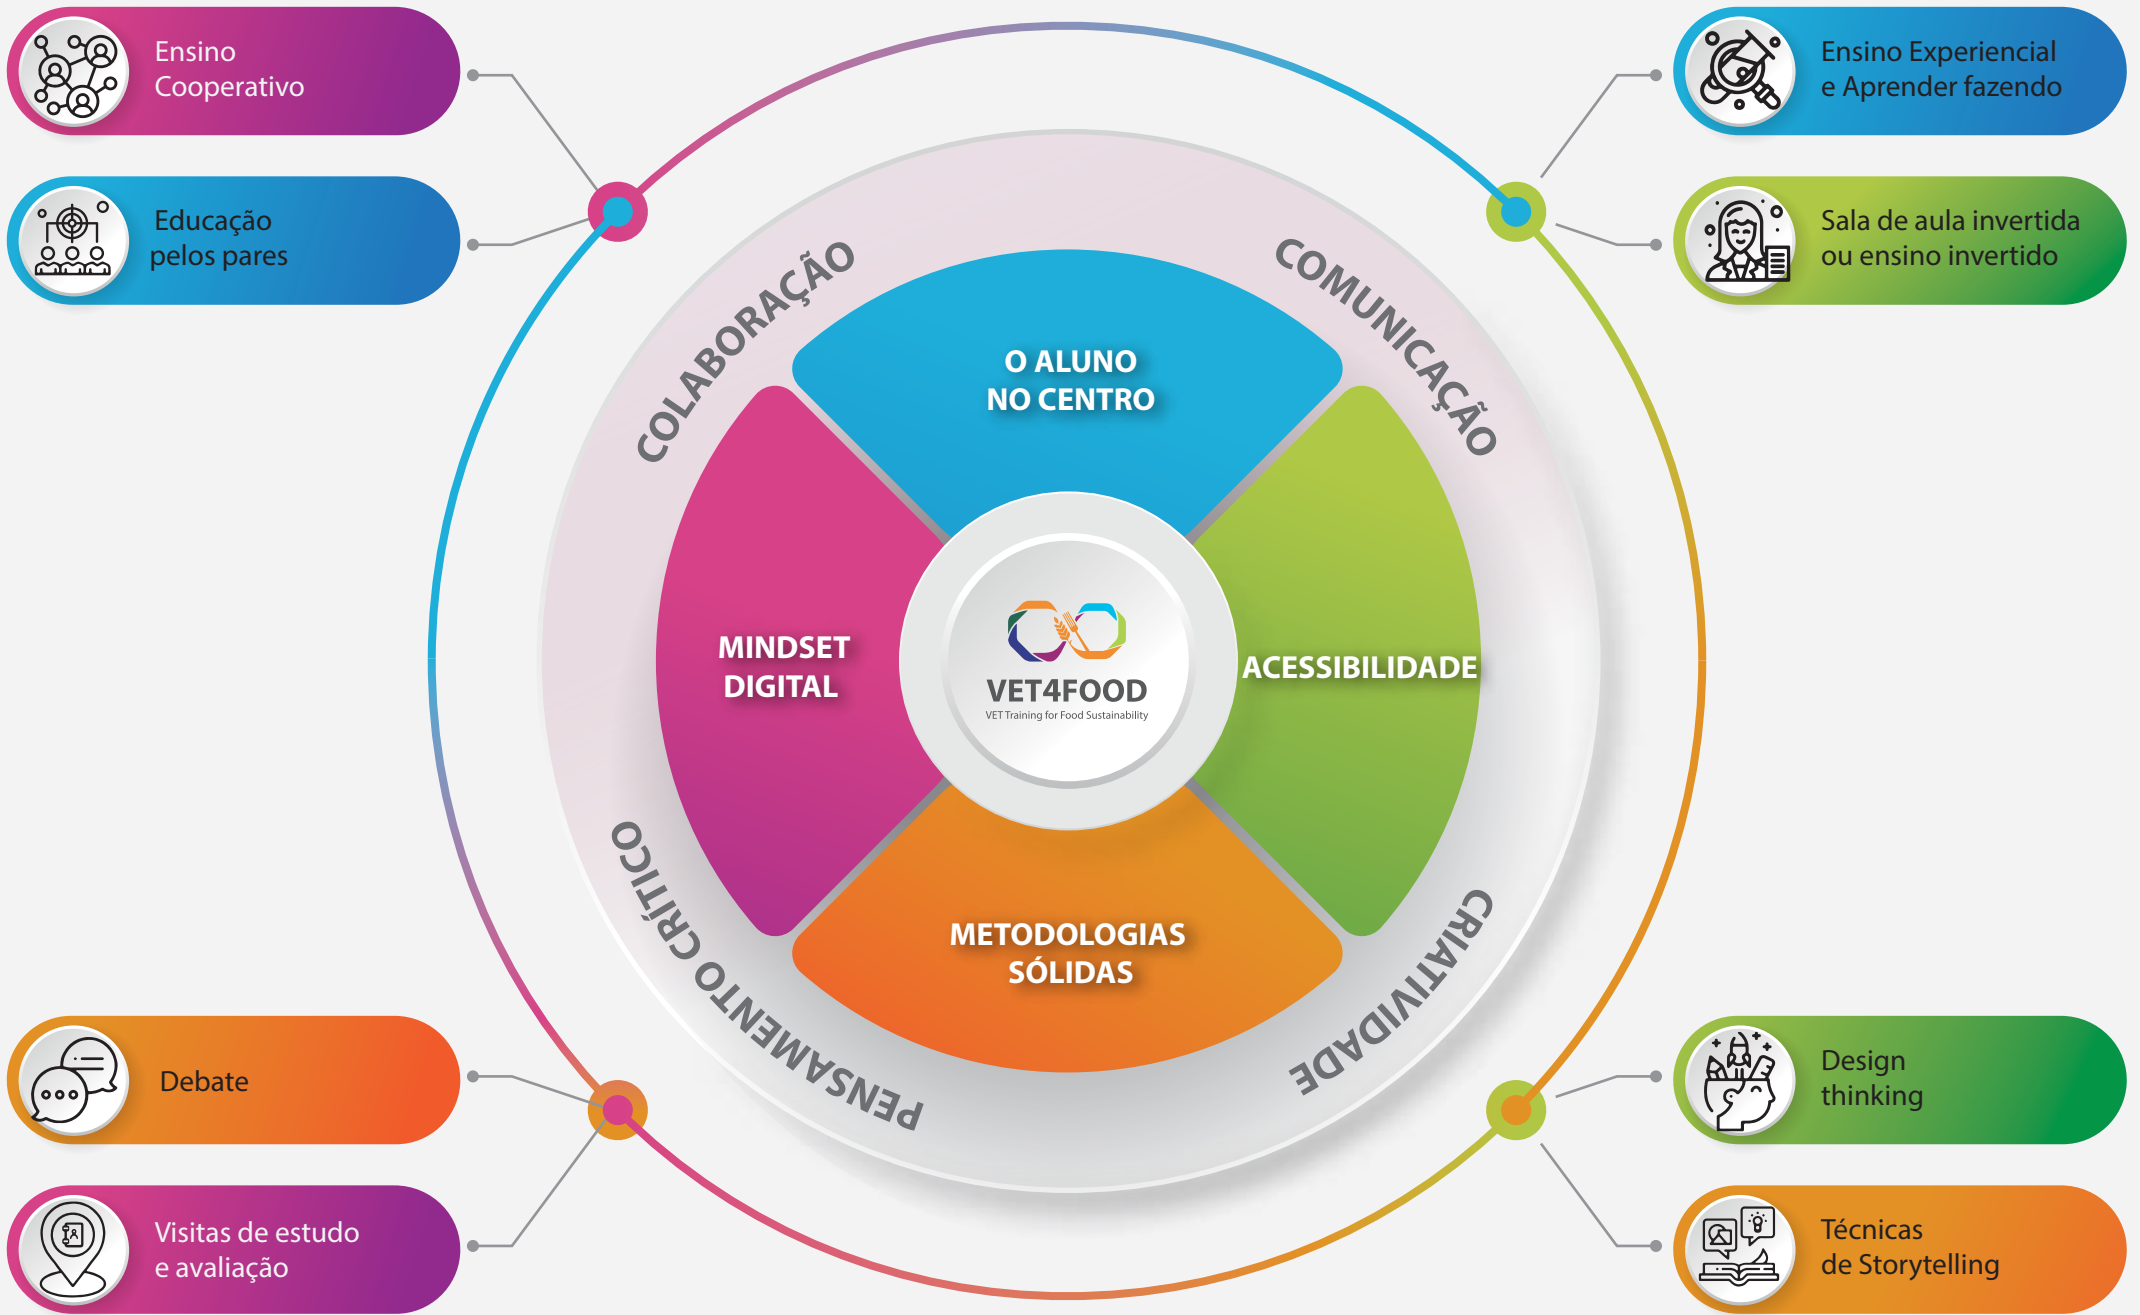 Ensino
Cooperativo
Educação
pelos pares
Ensino Experiencial
e Aprender fazendo
Sala de aula invertida
ou ensino invertido
COLABORAÇÃO
COMUNICAÇÃO
O ALUNO
NO CENTRO
MINDSET
DIGITAL
VET4FOOD
VET Training for Food Sustainability
ACESSIBILIDADE
METODOLOGIAS
SÓLIDAS
PENSAMENTO CRÍTICO
CRIATIVIDADE
Debate
Visitas de estudo
e avaliação
Design
thinking
Técnicas
de Storytelling